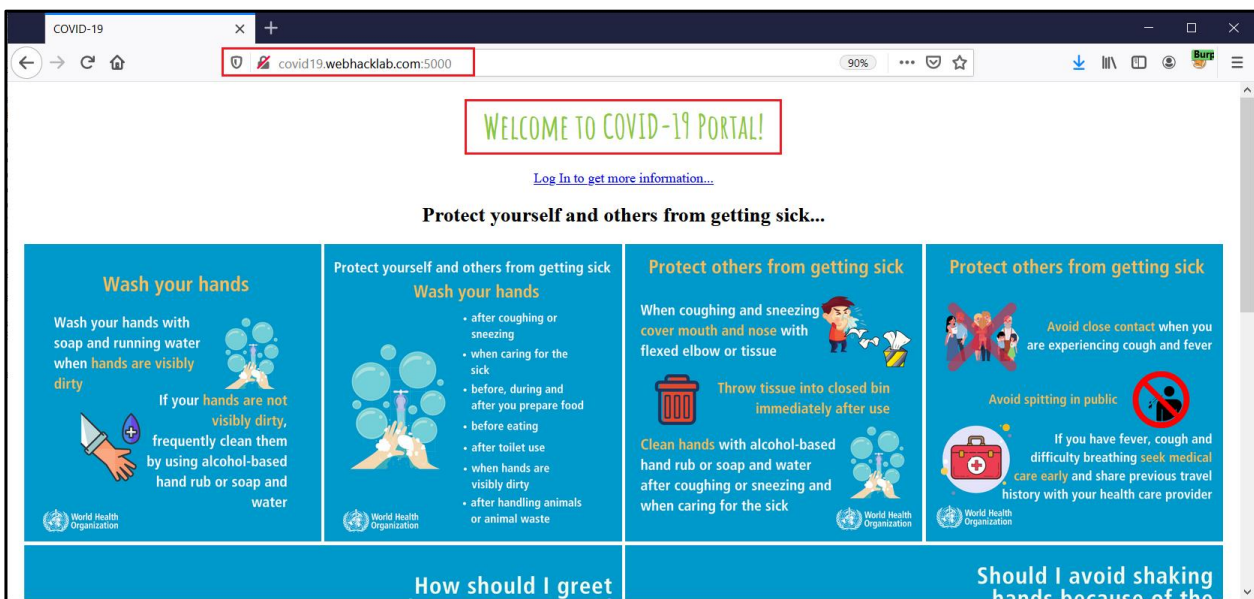 COVID-19
covid19.webhacklab.com:5000
90%
Burp
WELCOME TO COVID-19 PORTAL!
Log In to get more information...
Protect yourself and others from getting sick...
Wash your hands
Wash your hands with
soap and running water
when hands are visibly
dirty
If your hands are not
visibly dirty,
frequently clean them
by using alcohol-based
hand rub or soap and
water
World Health
Organization
Protect yourself and others from getting sick
Wash your hands
• after coughing or
sneezing
• when caring for the
sick
• before, during and
after you prepare food
• before eating
• after toilet use
• when hands are
visibly dirty
• after handling animals
or animal waste
World Health
Organization
Protect others from getting sick
When coughing and sneezing
cover mouth and nose with
flexed elbow or tissue
Throw tissue into closed bin
immediately after use
Clean hands with alcohol-based
hand rub or soap and water
after coughing or sneezing and
when caring for the sick
World Health
Organization
Protect others from getting sick
Avoid close contact when you
are experiencing cough and fever
Avoid spitting in public
If you have fever, cough and
difficulty breathing seek medical
care early and share previous travel
history with your health care provider
World Health
Organization
How should I greet
Should I avoid shaking
hands because of the